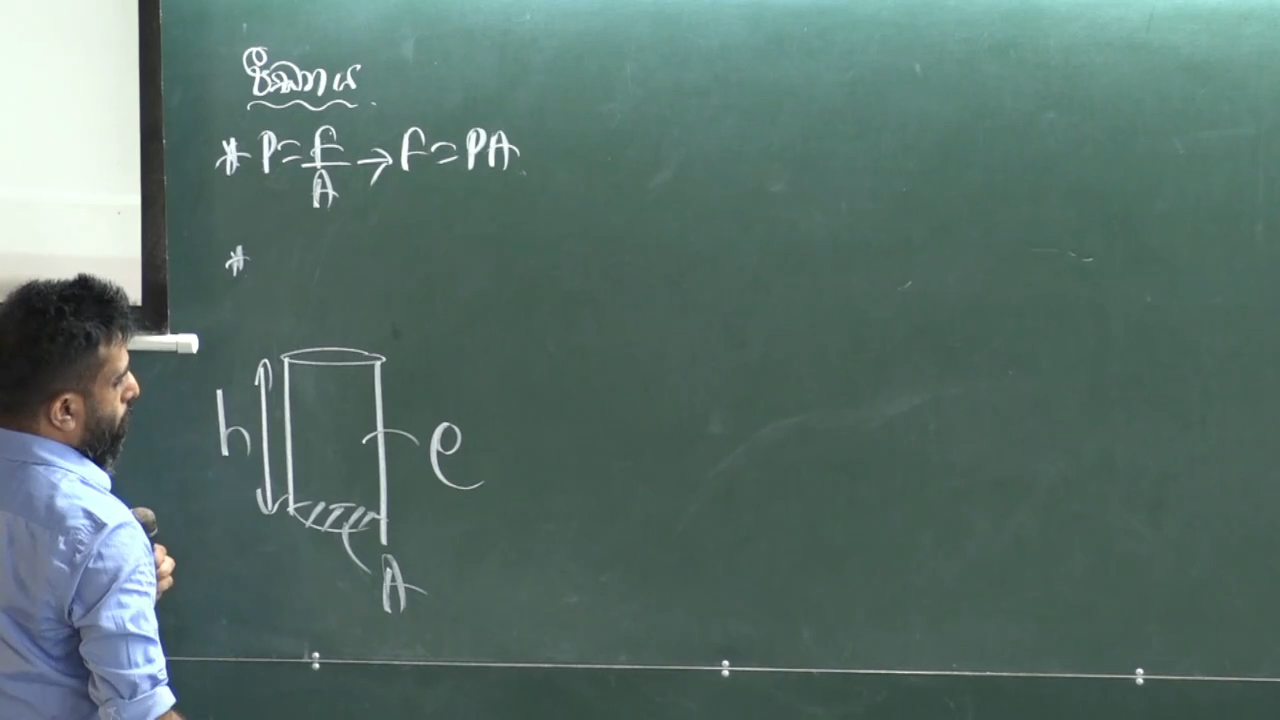 පීඩනය
* P = F/A → F = PA
*
h
ρ
A